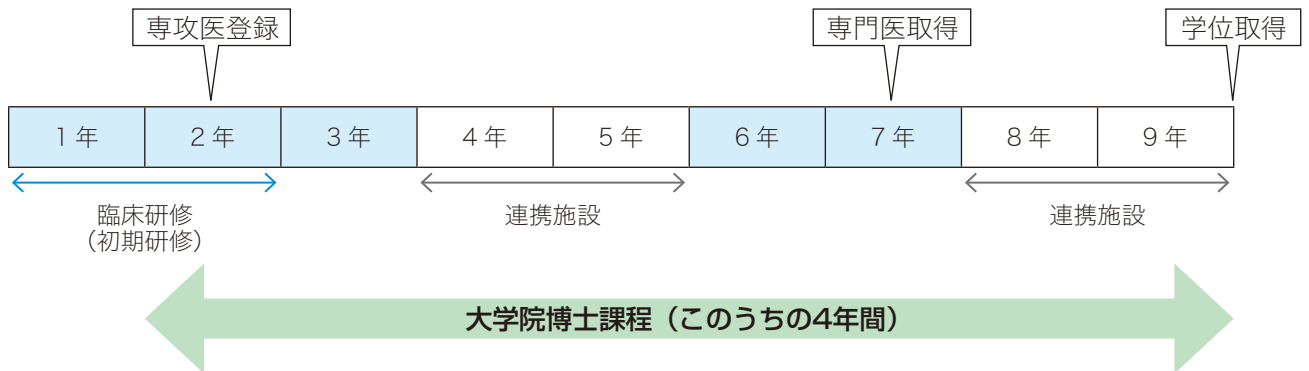 専攻医登録
専門医取得
学位取得
1年 2年 3年 4年 5年 6年 7年 8年 9年
臨床研修
（初期研修）
連携施設
連携施設
大学院博士課程（このうちの4年間）